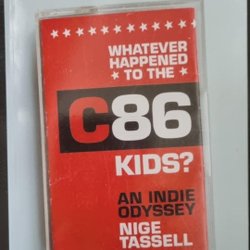 WHATEVER
HAPPENED
TO THE
C86
KIDS?
AN INDIE
ODYSSEY
NIGE
TASSELL